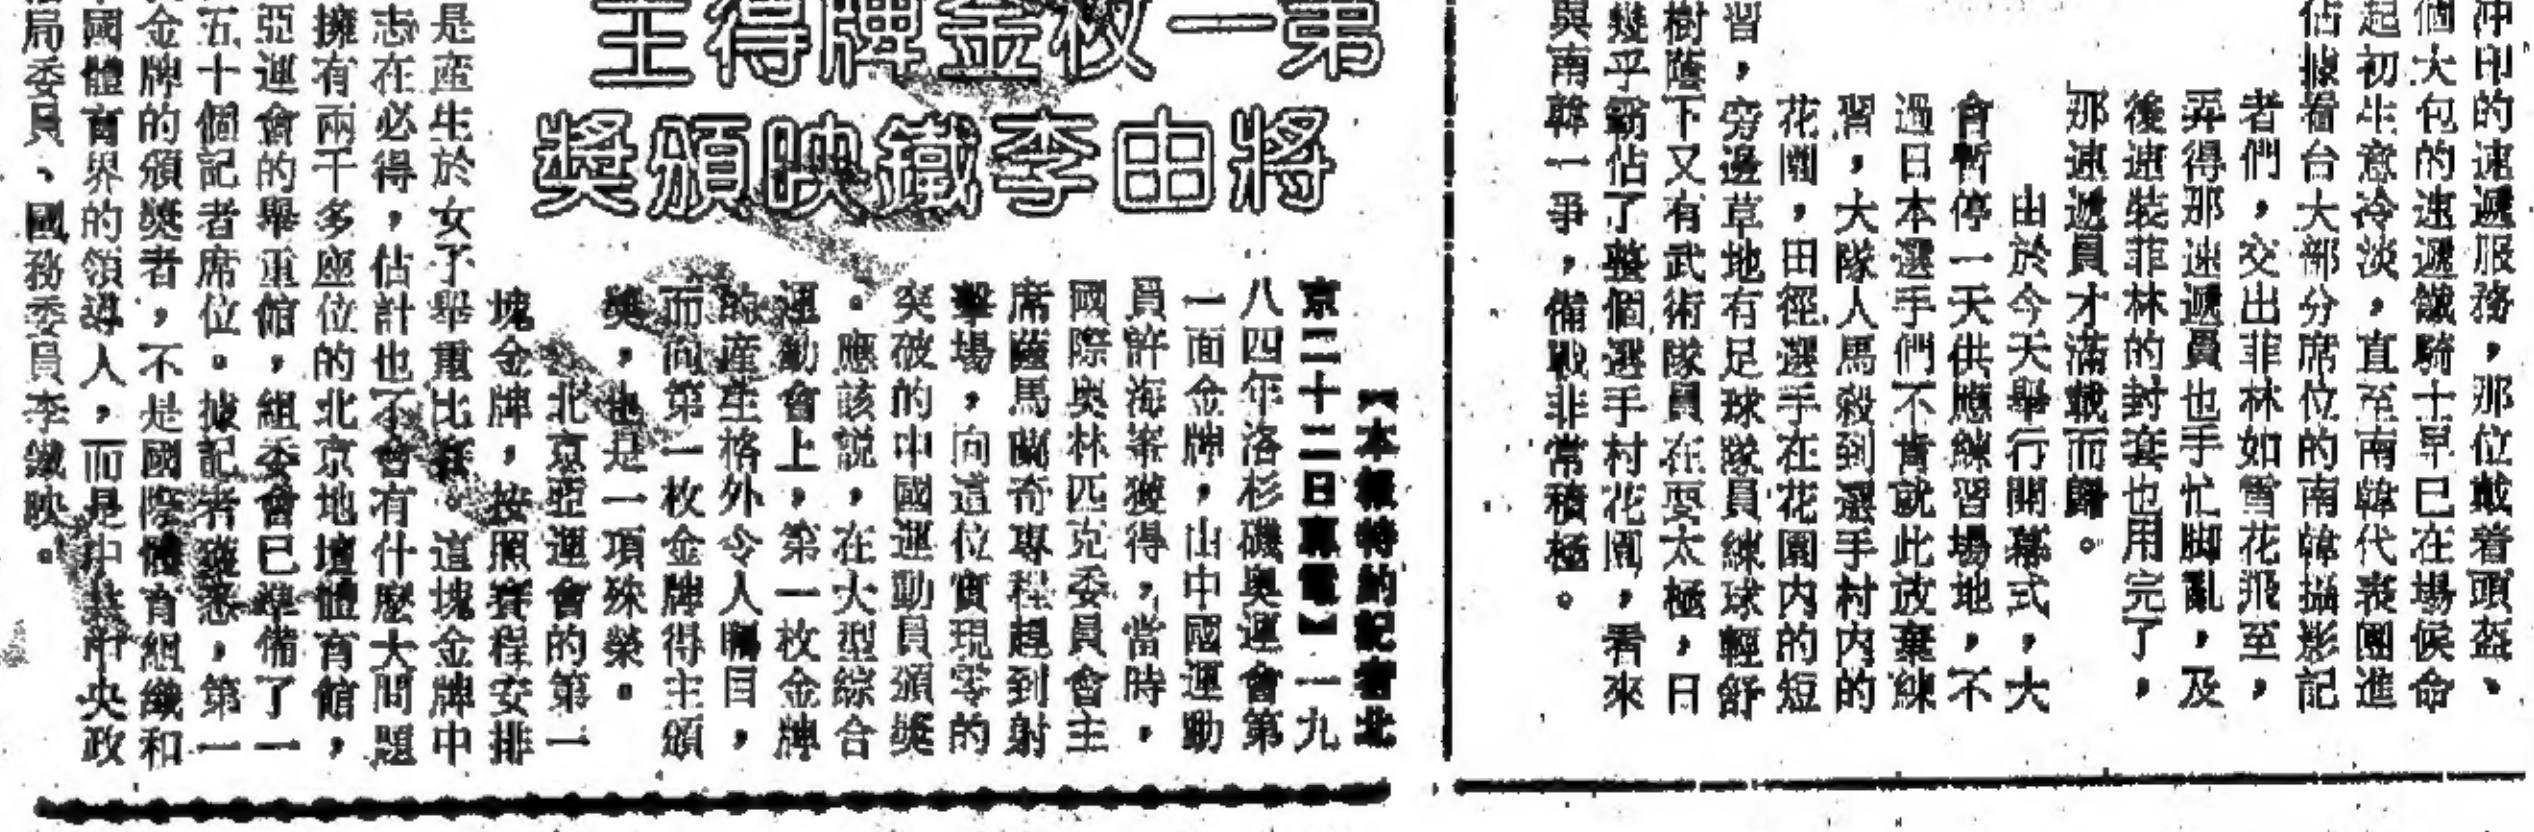 冲印的速遞服務，那位戴着頭盔、
個大包的速遞鐵騎士早已在場候命
起初生意冷淡，直至南韓代表團進
佔據看台大部分席位的南韓攝影記
者們，交出菲林如雪花飛至，
弄得那速遞員也手忙脚亂，及
後連裝菲林的封套也用完了，
那速遞員才滿載而歸。
由於今天舉行開幕式，大
會暫停一天供應練習場地，不
過日本選手們不肯就此放棄練
習，大隊人馬殺到選手村内的
花園，田徑選手在花園内的短
旁邊草地有足球隊員練球輕舒
習，
樹蔭下又有武術隊員在耍太極，日
幾乎霸佔了整個選手村花園，看來
與南韓一爭，備戰非常積極。
第一枚金牌得主
將由李鐵映頒獎
【本報特約記者北
京二十二日專電】一九
八四年洛杉磯奥運會第
一面金牌，由中國運動
員許海峯獲得，當時，
國際奥林匹克委員會主
席薩馬蘭奇專程趕到射
擊場，向這位實現零的
突破的中國運動員頒獎
。應該説，在大型綜合
運動會上，第一枚金牌
的産生格外令人矚目，
而向第一枚金牌得主頒
獎，也是一項殊榮。
北京亞運會的第一
塊金牌，按照賽程安排
是産生於女子舉重比賽。這塊金牌中
志在必得，估計也不會有什麽大問題
擁有兩千多座位的北京地壇體育館，
亞運會的舉重館，組委會已準備了一
五十個記者席位。據記者獲悉，第一
金牌的頒獎者，不是國際體育組織和
國體育界的領導人，而是中共中央政
局委員、國務委員李鐵映。